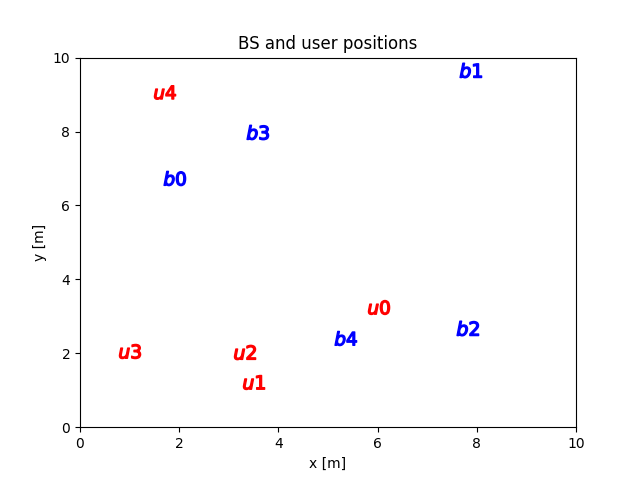 BS and user positions
10
b1
u4
8
b3
b0
6
y [m]
4
u0
b2
b4
2
u3
u2
u1
0
0 2 4 6 8 10
x [m]